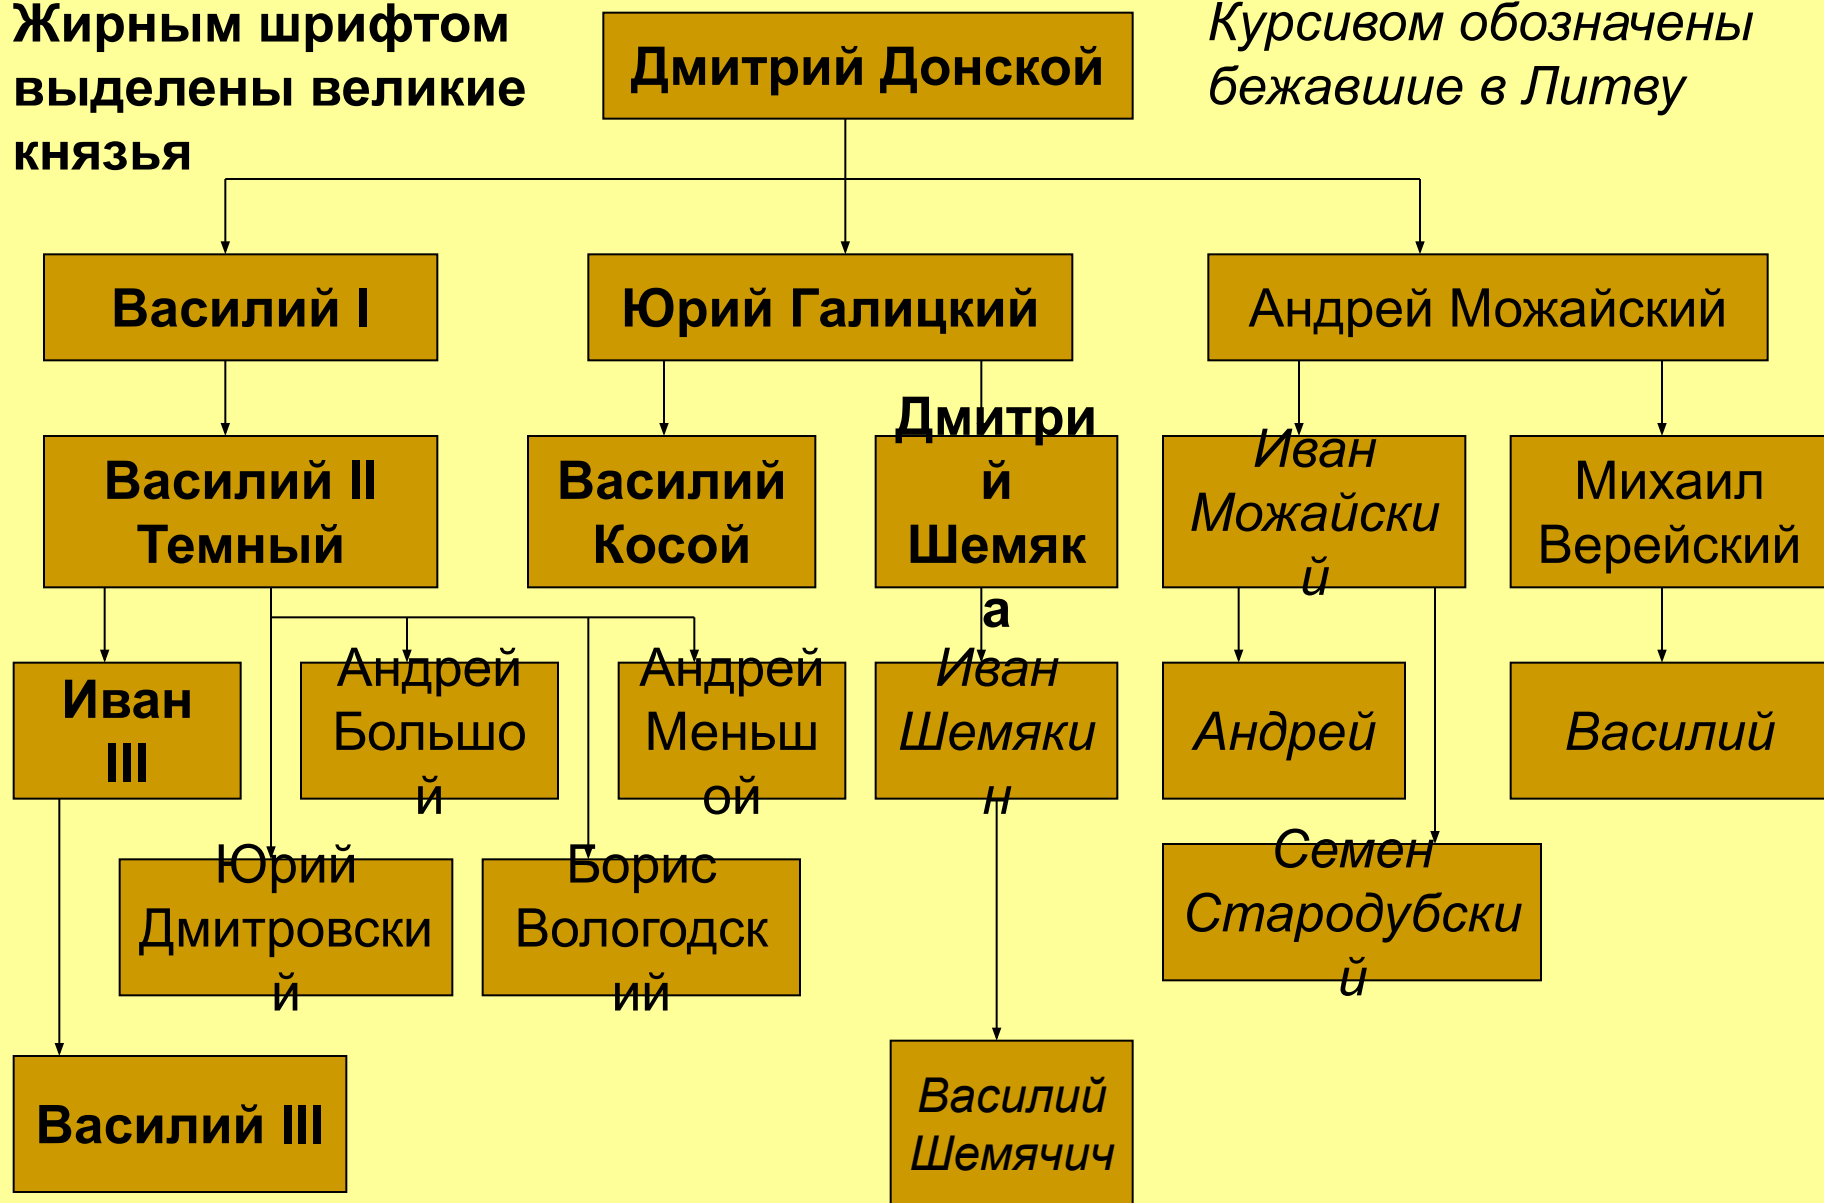 Жирным шрифтом
выделены великие
князья
Дмитрий Донской
Курсивом обозначены
бежавшие в Литву
Василий I
Юрий Галицкий
Андрей Можайский
Василий II
Темный
Василий
Косой
Дмитри
й
Шемяк
а
Иван
Можайски
й
Михаил
Верейский
Иван
III
Андрей
Большо
й
Андрей
Меньш
ой
Иван
Шемяки
н
Андрей
Василий
Юрий
Дмитровски
й
Борис
Вологодск
ий
Семен
Стародубски
й
Василий III
Василий
Шемячич